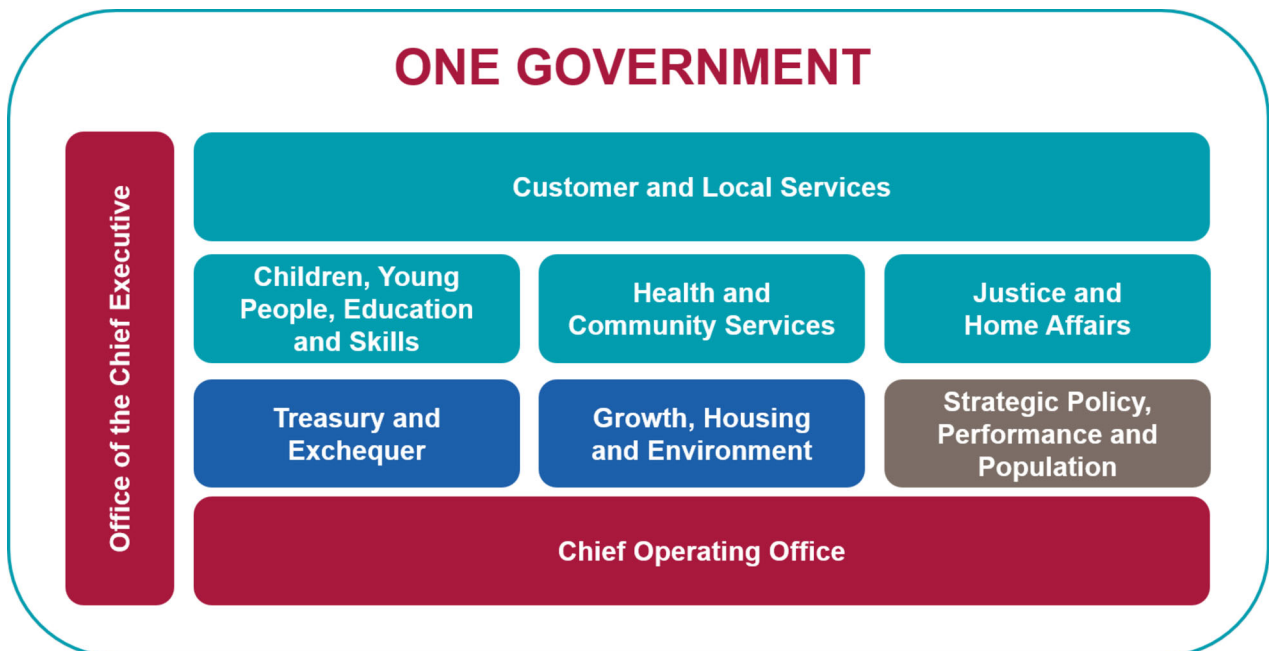 ONE GOVERNMENT
Office of the Chief Executive
Customer and Local Services
Children, Young
People, Education
and Skills
Health and
Community Services
Justice and
Home Affairs
Treasury and
Exchequer
Growth, Housing
and Environment
Strategic Policy,
Performance and
Population
Chief Operating Office